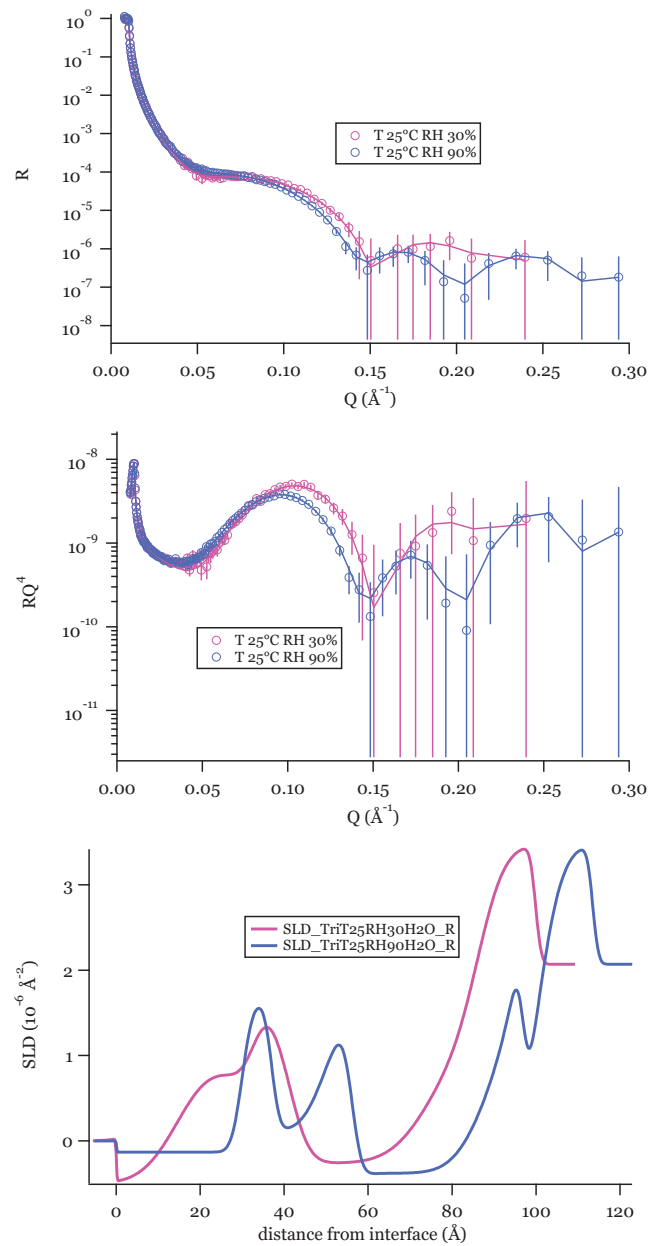 10⁰
10⁻¹
10⁻²
10⁻³
10⁻⁴
10⁻⁵
10⁻⁶
10⁻⁷
10⁻⁸
R
T 25°C RH 30%
T 25°C RH 90%
0.00 0.05 0.10 0.15 0.20 0.25 0.30
Q (Å⁻¹)
10⁻⁸
10⁻⁹
10⁻¹⁰
10⁻¹¹
RQ⁴
T 25°C RH 30%
T 25°C RH 90%
0.00 0.05 0.10 0.15 0.20 0.25 0.30
Q (Å⁻¹)
3
2
1
0
SLD (10⁻⁶ Å⁻²)
SLD_TriT25RH30H2O_R
SLD_TriT25RH90H2O_R
0 20 40 60 80 100 120
distance from interface (Å)